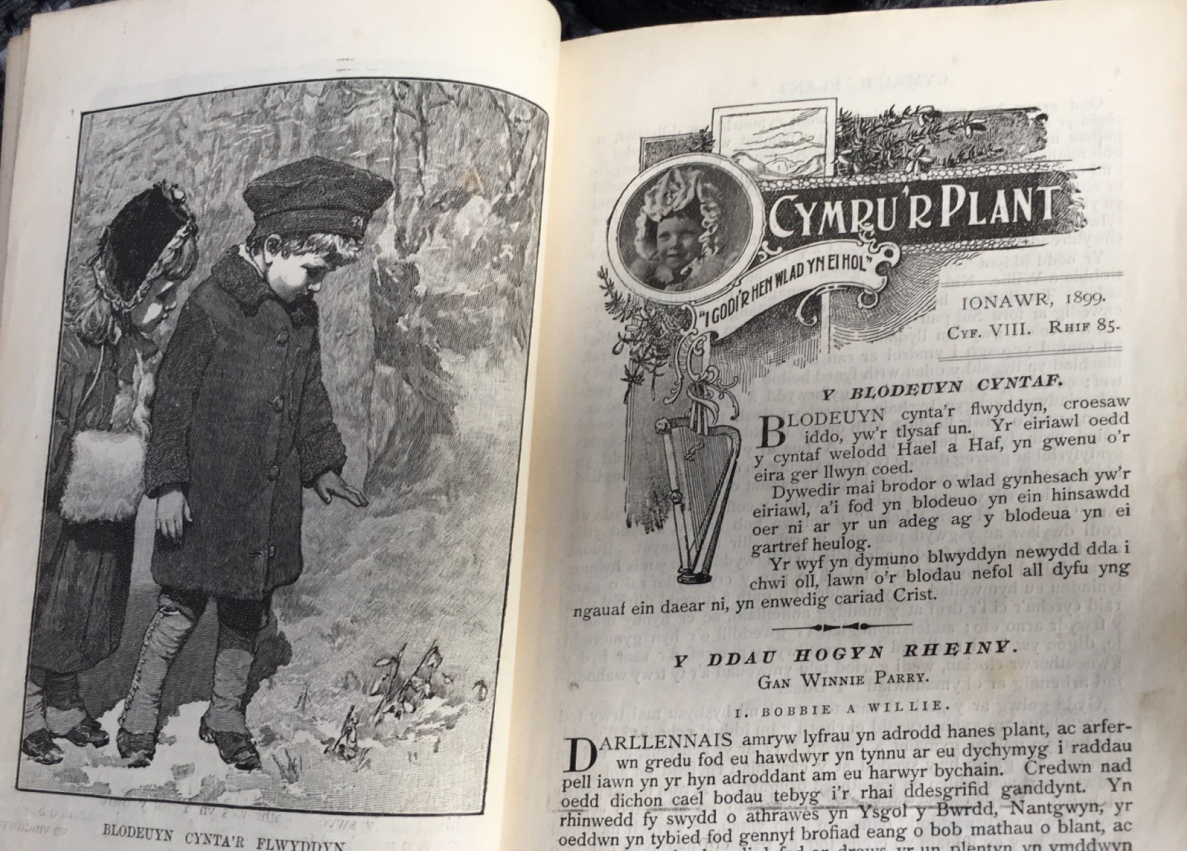 BLODEUYN CYNTA'R FLWYDDYN
CYMRU'R PLANT
"I GODI'R HEN WLAD YN EI HOL"
IONAWR, 1899.
CYF. VIII. RHIF 85.
Y BLODEUYN CYNTAF.
BLODEUYN cynta'r flwyddyn, croesaw
iddo, yw'r tlysaf un. Yr eiriawl oedd
y cyntaf welodd Hael a Haf, yn gwenu o'r
eira ger llwyn coed.
Dywedir mai brodor o wlad gynhesach yw'r
eiriawl, a'i fod yn blodeuo yn ein hinsawdd
oer ni ar yr un adeg ag y blodeua yn ei
gartref heulog.
Yr wyf yn dymuno blwyddyn newydd dda i
chwi oll, lawn o'r blodau nefol all dyfu yng
ngauaf ein daear ni, yn enwedig cariad Crist.
Y DDAU HOGYN RHEINY.
GAN WINNIE PARRY.
I. BOBBIE A WILLIE.
DARLLENNAIS amryw lyfrau yn adrodd hanes plant, ac arfer-
wn gredu fod eu hawdwyr yn tynnu ar eu dychymyg i raddau
pell iawn yn yr hyn adroddant am eu harwyr bychain. Credwn nad
oedd dichon cael bodau tebyg i'r rhai ddesgrifid ganddynt. Yn
rhinwedd fy swydd o athrawes yn Ysgol y Bwrdd, Nantgwyn, yr
oeddwn yn tybied fod gennyf brofiad eang o bob mathau o blant, ac
yr un plentyn yn ymddwyn